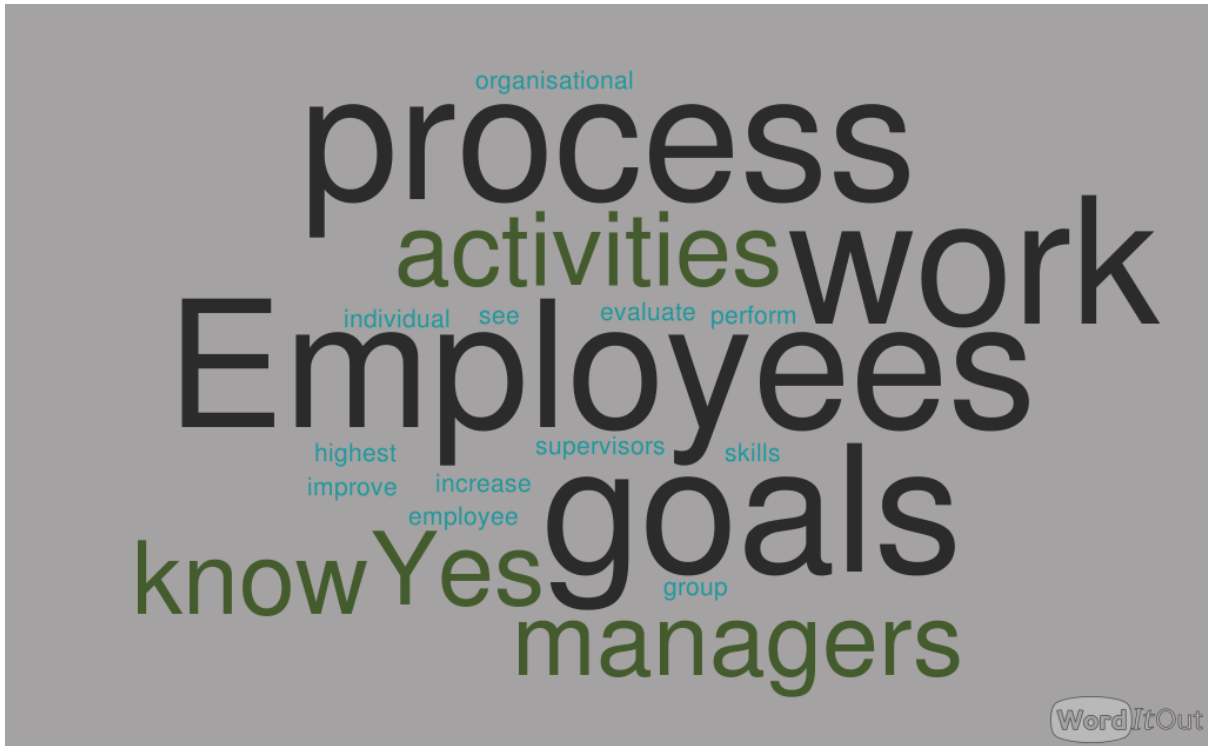 organisational
process
activities work
individual see evaluate perform
Employees
highest supervisors skills
improve increase
employee goals
know Yes
group
managers
WordItOut